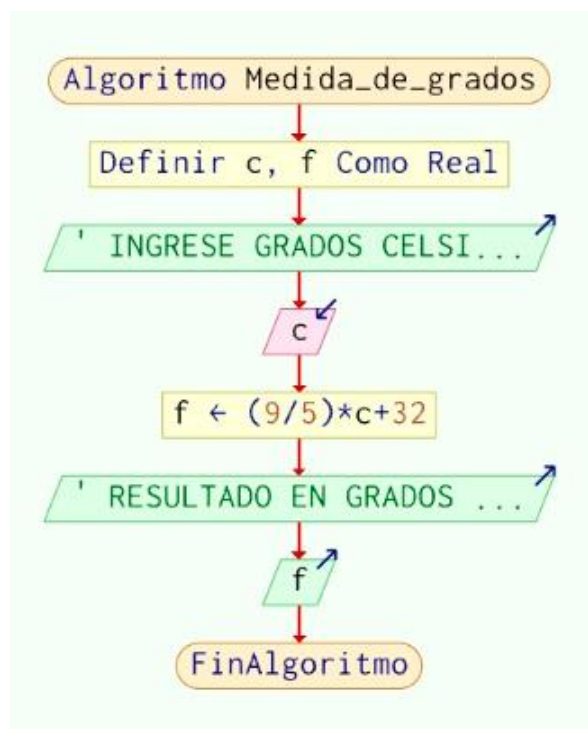 Algoritmo Medida_de_grados
Definir c, f Como Real
' INGRESE GRADOS CELSI...
c
f ← (9/5)*c+32
' RESULTADO EN GRADOS ...
f
FinAlgoritmo